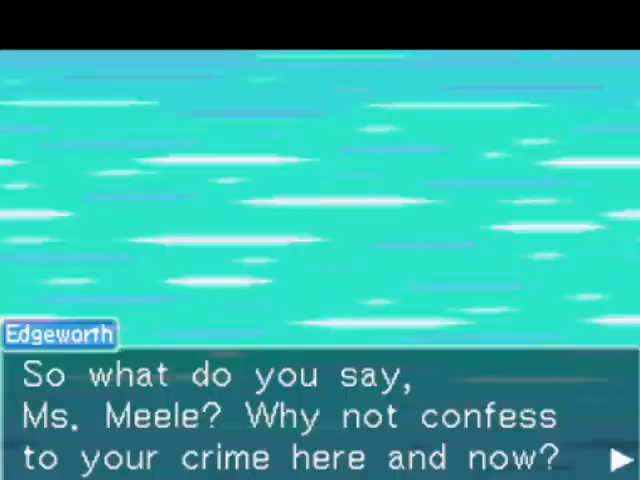 Edgeworth
So what do you say,
Ms. Meele? Why not confess
to your crime here and now?